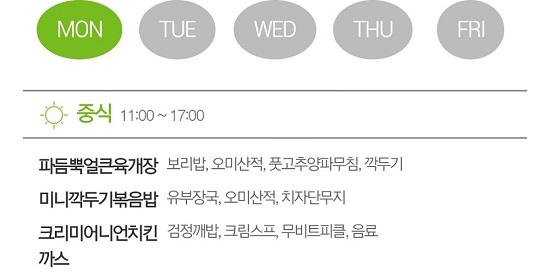 MON TUE WED THU FRI
중식 11:00 ~ 17:00
파듬뿍얼큰육개장 보리밥, 오미산적, 풋고추양파무침, 깍두기
미니깍두기볶음밥 유부장국, 오미산적, 치자단무지
크리미어니언치킨 검정깨밥, 크림스프, 무비트피클, 음료
까스